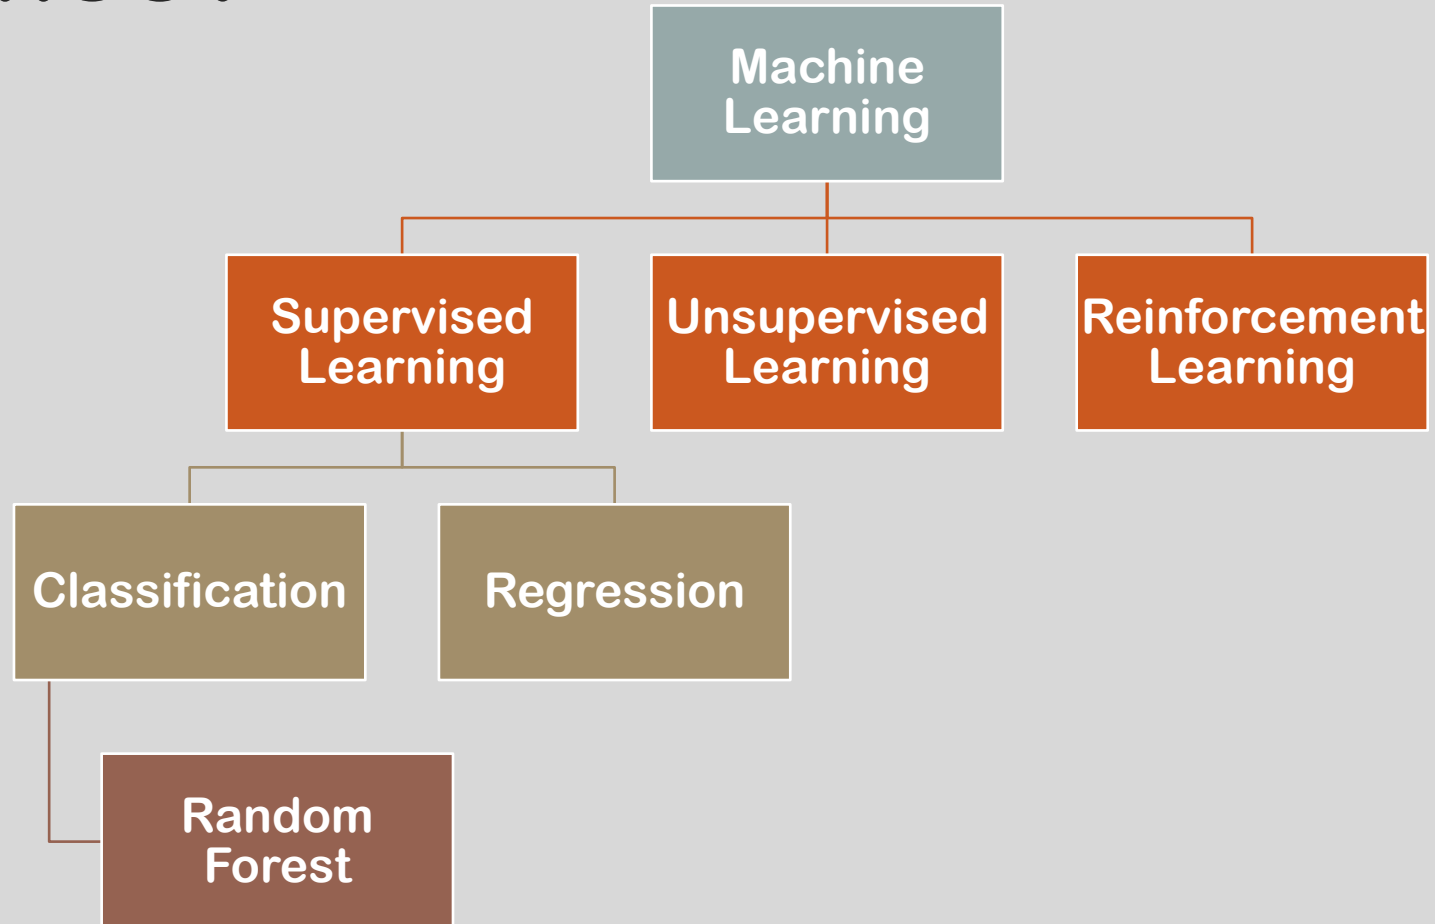 Machine
Learning
Supervised
Learning
Unsupervised
Learning
Reinforcement
Learning
Classification
Regression
Random
Forest